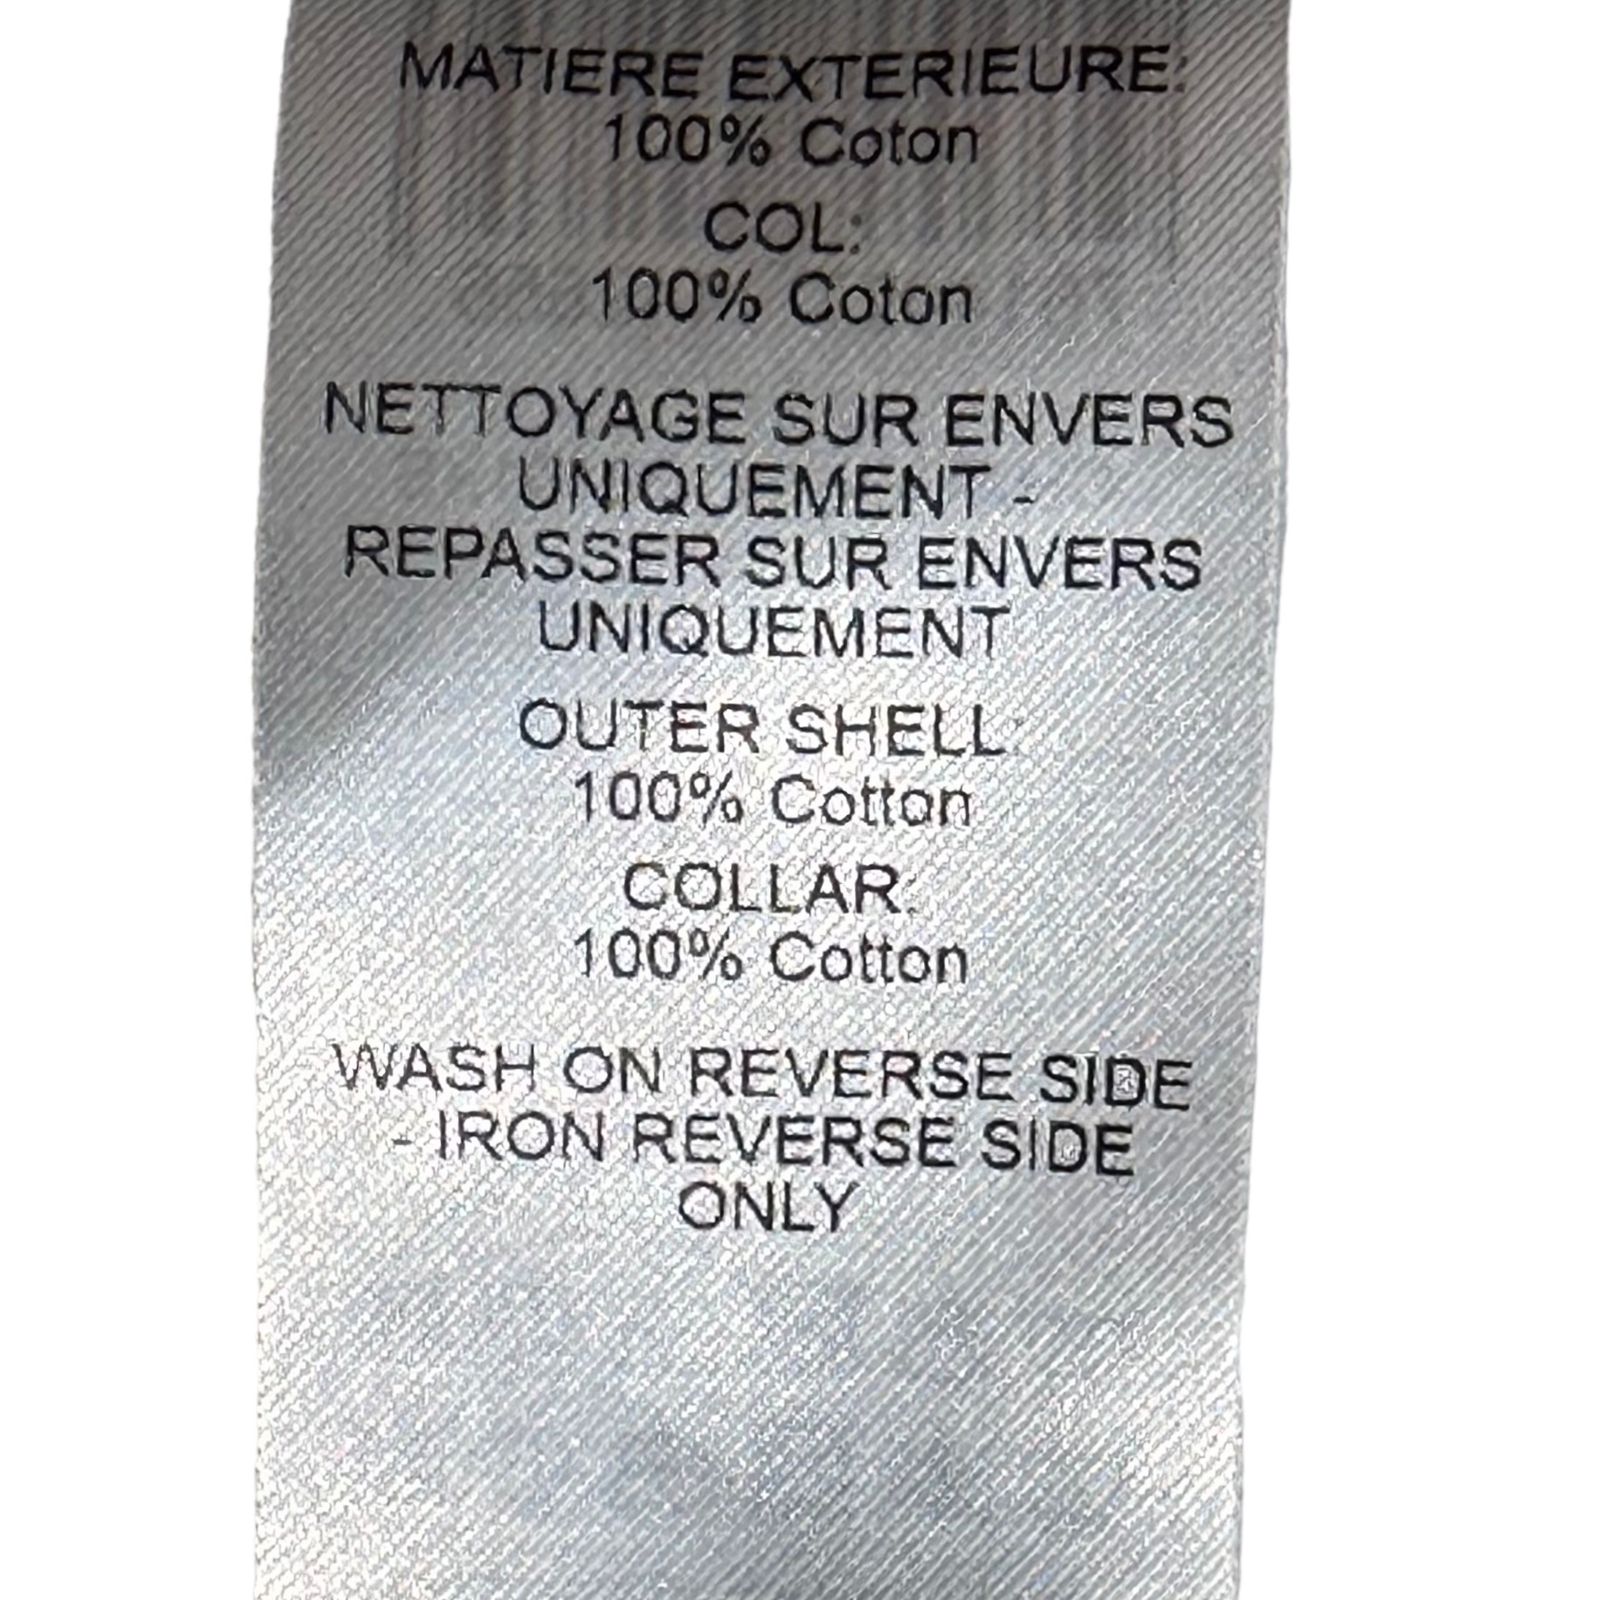 MATIERE EXTERIEURE:
100% Coton
COL:
100% Coton
NETTOYAGE SUR ENVERS
UNIQUEMENT -
REPASSER SUR ENVERS
UNIQUEMENT
OUTER SHELL:
100% Cotton
COLLAR:
100% Cotton
WASH ON REVERSE SIDE
- IRON REVERSE SIDE
ONLY